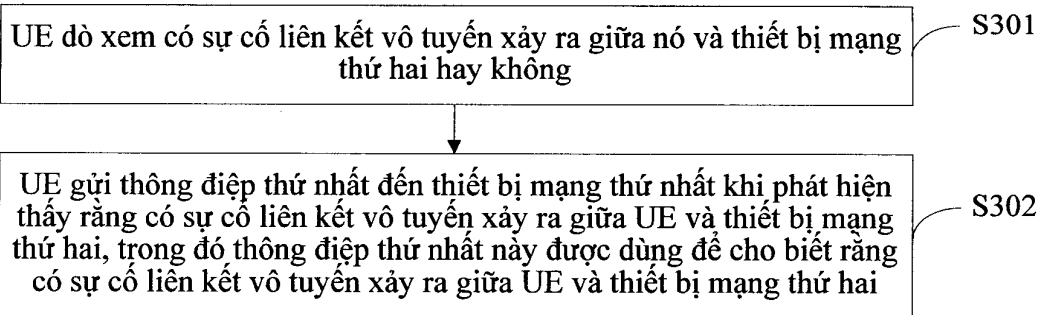 UE dò xem có sự cố liên kết vô tuyến xảy ra giữa nó và thiết bị mạng
thứ hai hay không
S301
UE gửi thông điệp thứ nhất đến thiết bị mạng thứ nhất khi phát hiện
thấy rằng có sự cố liên kết vô tuyến xảy ra giữa UE và thiết bị mạng
thứ hai, trong đó thông điệp thứ nhất này được dùng để cho biết rằng
có sự cố liên kết vô tuyến xảy ra giữa UE và thiết bị mạng thứ hai
S302